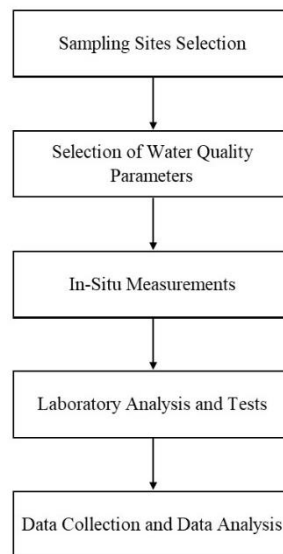 Sampling Sites Selection
Selection of Water Quality
Parameters
In-Situ Measurements
Laboratory Analysis and Tests
Data Collection and Data Analysis